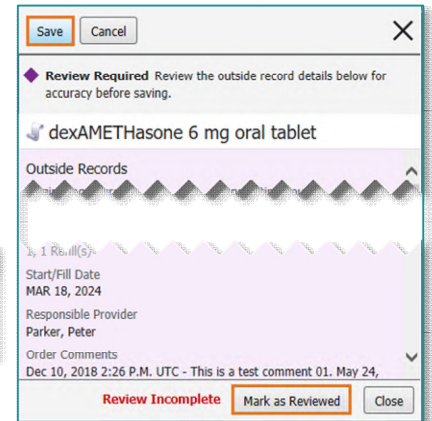 Save Cancel
Review Required Review the outside record details below for
accuracy before saving.
dexAMETHasone 6 mg oral tablet
Outside Records
1, 1 Refill(s)
Start/Fill Date
MAR 18, 2024
Responsible Provider
Parker, Peter
Order Comments
Dec 10, 2018 2:26 P.M. UTC - This is a test comment 01. May 24,
Review Incomplete Mark as Reviewed Close